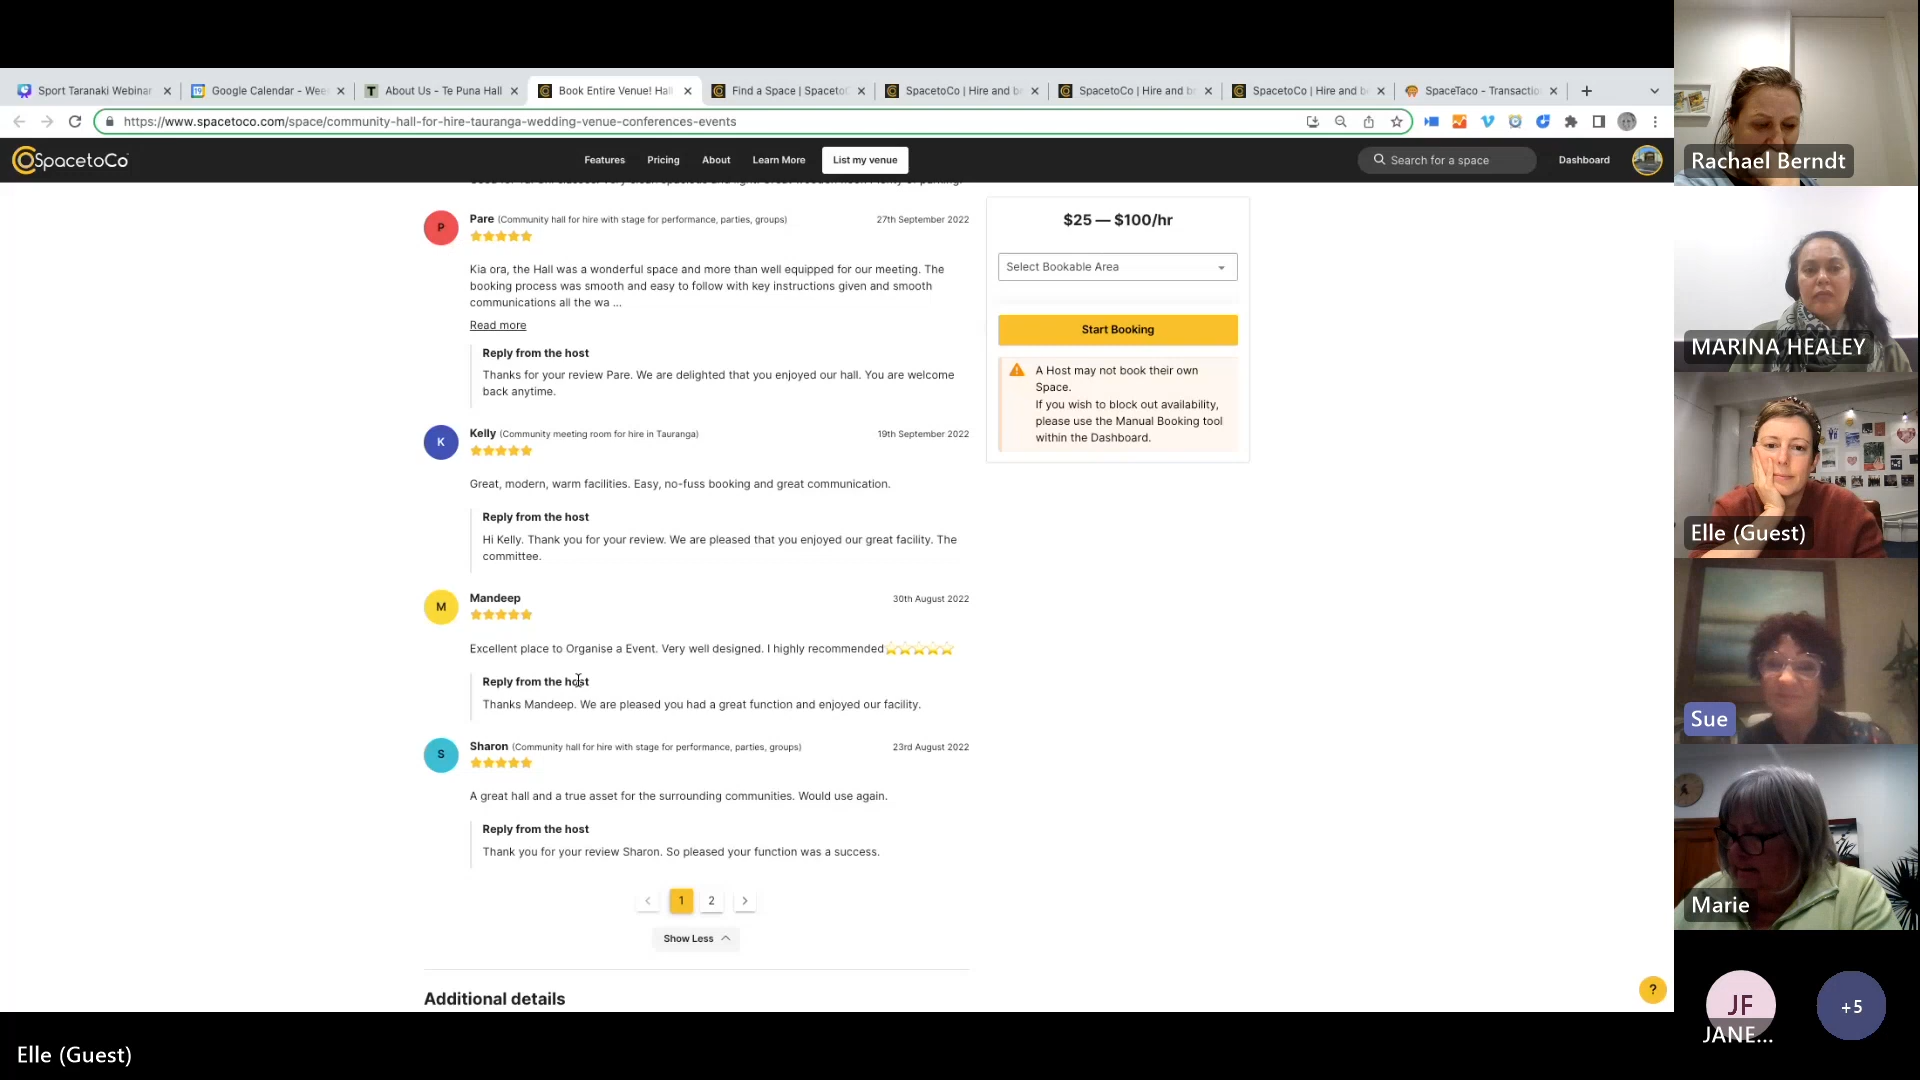 Sport Taranaki Webinar
Google Calendar - Wee
About Us - Te Puna Hall
Book Entire Venue! Hal
Find a Space | Spaceto
SpacetoCo | Hire and b
SpacetoCo | Hire and b
SpacetoCo | Hire and b
SpaceTaco - Transactio
https://www.spacetoco.com/space/community-hall-for-hire-tauranga-wedding-venue-conferences-events
SpacetoCo
Features
Pricing
About
Learn More
List my venue
Search for a space
Dashboard
P
Pare (Community hall for hire with stage for performance, parties, groups)
27th September 2022
Kia ora, the Hall was a wonderful space and more than well equipped for our meeting. The
booking process was smooth and easy to follow with key instructions given and smooth
communications all the wa ...
Read more
Reply from the host
Thanks for your review Pare. We are delighted that you enjoyed our hall. You are welcome
back anytime.
K
Kelly (Community meeting room for hire in Tauranga)
19th September 2022
Great, modern, warm facilities. Easy, no-fuss booking and great communication.
Reply from the host
Hi Kelly. Thank you for your review. We are pleased that you enjoyed our great facility. The
committee.
M
Mandeep
30th August 2022
Excellent place to Organise a Event. Very well designed. I highly recommended
Reply from the host
Thanks Mandeep. We are pleased you had a great function and enjoyed our facility.
S
Sharon (Community hall for hire with stage for performance, parties, groups)
23rd August 2022
A great hall and a true asset for the surrounding communities. Would use again.
Reply from the host
Thank you for your review Sharon. So pleased your function was a success.
1 2
Show Less
Additional details
$25 — $100/hr
Select Bookable Area
Start Booking
A Host may not book their own
Space.
If you wish to block out availability,
please use the Manual Booking tool
within the Dashboard.
?
Rachael Berndt
MARINA HEALEY
Elle (Guest)
Sue
Marie
JF
JANE...
+5
Elle (Guest)